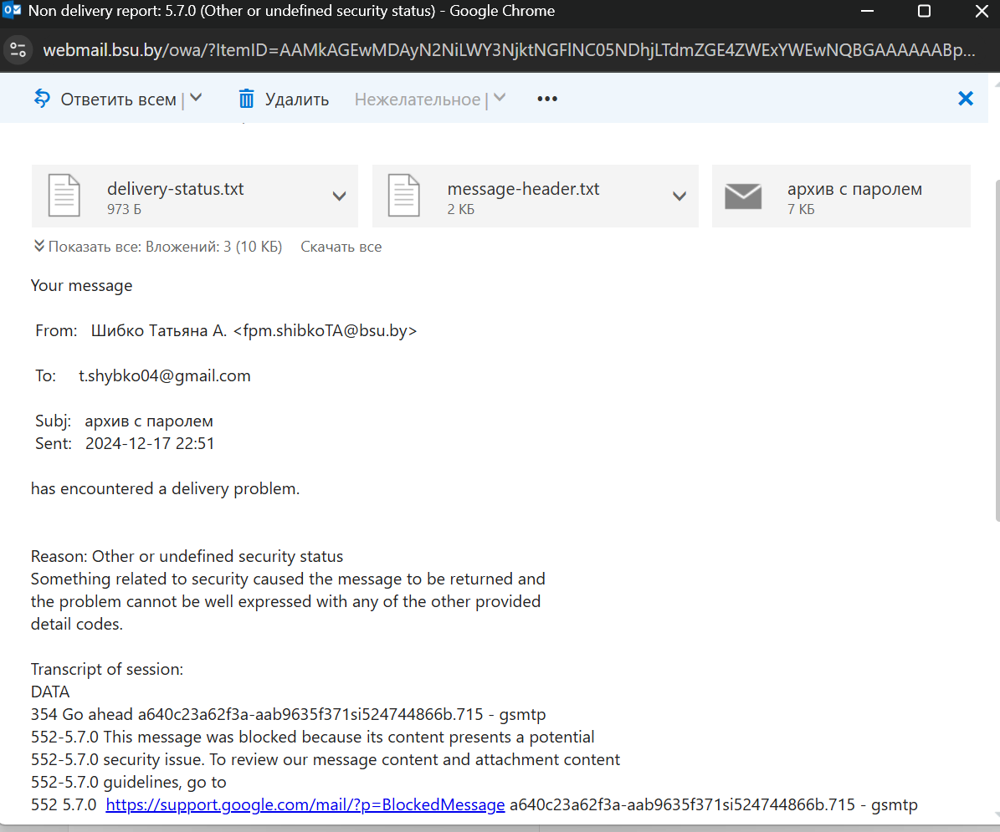 Non delivery report: 5.7.0 (Other or undefined security status) - Google Chrome
webmail.bsu.by/owa/?ItemID=AAMkAGEwMDAyN2NiLWY3NjktNGFlNC05NDhjLTdmZGE4ZWExYWEwNQBGAAAAAABp...
Ответить всем | Удалить Нежелательное | •••
delivery-status.txt message-header.txt архив с паролем
973 Б 2 КБ 7 КБ
Показать все: Вложений: 3 (10 КБ) Скачать все
Your message
From: Шибко Татьяна А. <fpm.shibkoTA@bsu.by>
To: t.shybko04@gmail.com
Subj: архив с паролем
Sent: 2024-12-17 22:51
has encountered a delivery problem.
Reason: Other or undefined security status
Something related to security caused the message to be returned and
the problem cannot be well expressed with any of the other provided
detail codes.
Transcript of session:
DATA
354 Go ahead a640c23a62f3a-aab9635f371si524744866b.715 - gsmtp
552-5.7.0 This message was blocked because its content presents a potential
552-5.7.0 security issue. To review our message content and attachment content
552-5.7.0 guidelines, go to
552 5.7.0 https://support.google.com/mail/?p=BlockedMessage a640c23a62f3a-aab9635f371si524744866b.715 - gsmtp